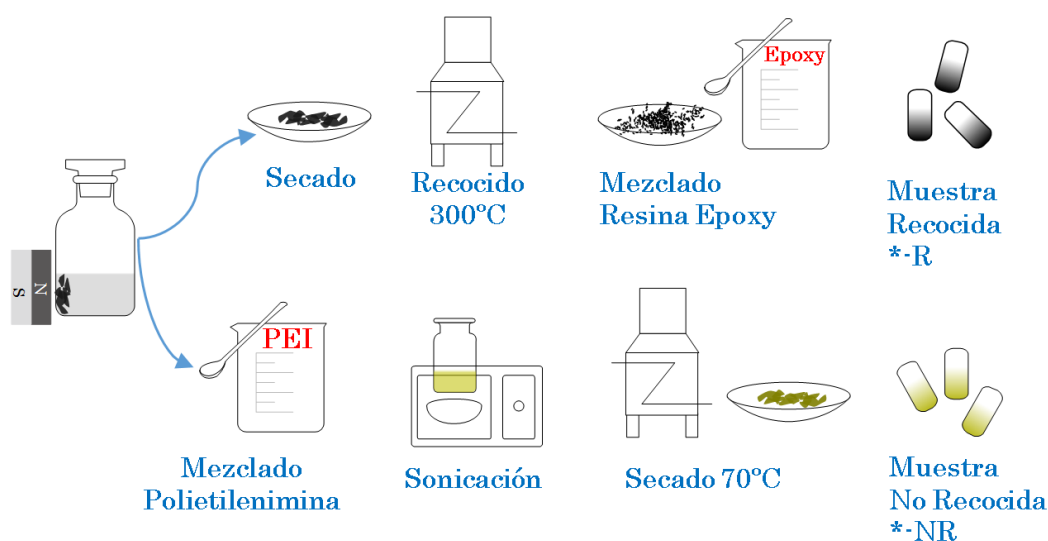 Epoxy
Secado
Recocido
300°C
Mezclado
Resina Epoxy
Muestra
Recocida
*-R
N
S
PEI
Mezclado
Polietilenimina
Sonicación
Secado 70°C
Muestra
No Recocida
*-NR